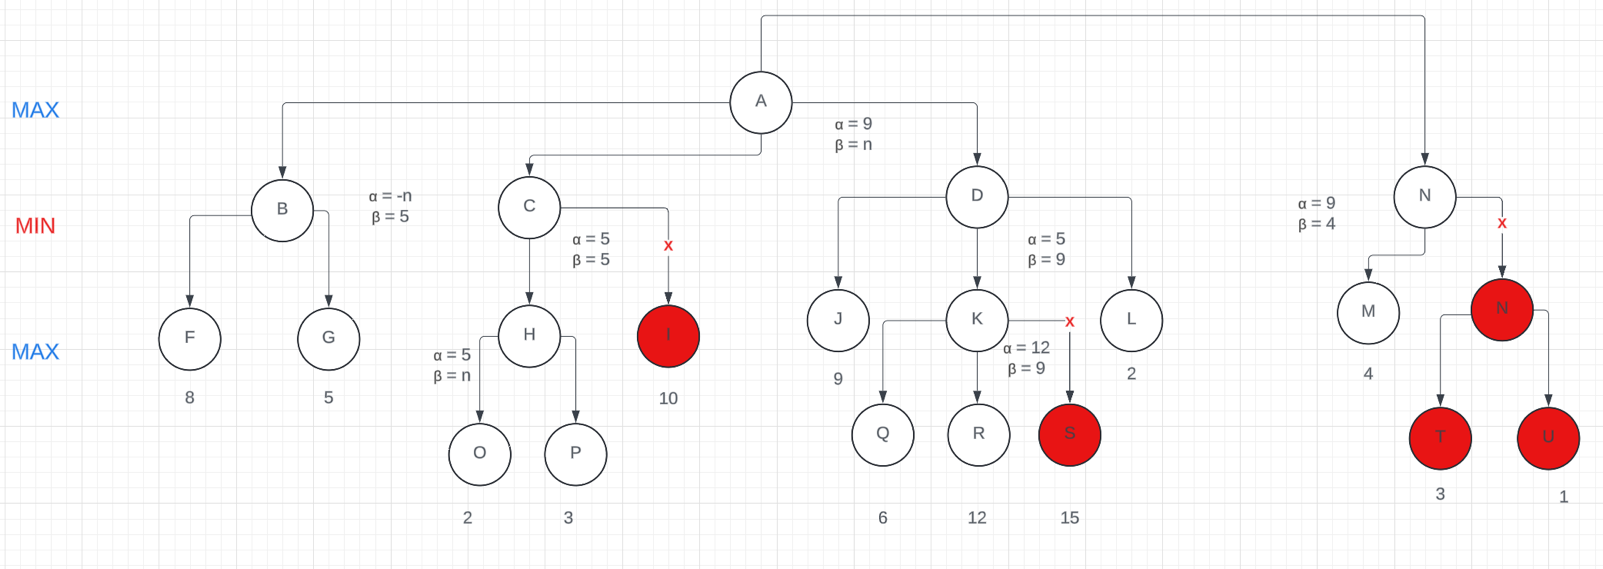 A
MAX
α = 9
β = n
B
α = -n
β = 5
C
D
N
α = 9
β = 4
MIN
α = 5
β = 5
x
α = 5
β = 9
x
F
G
H
I
J
K
x
L
M
N
MAX
α = 5
β = n
α = 12
β = 9
8
5
10
9
2
4
O
P
Q
R
S
T
U
2
3
6
12
15
3
1